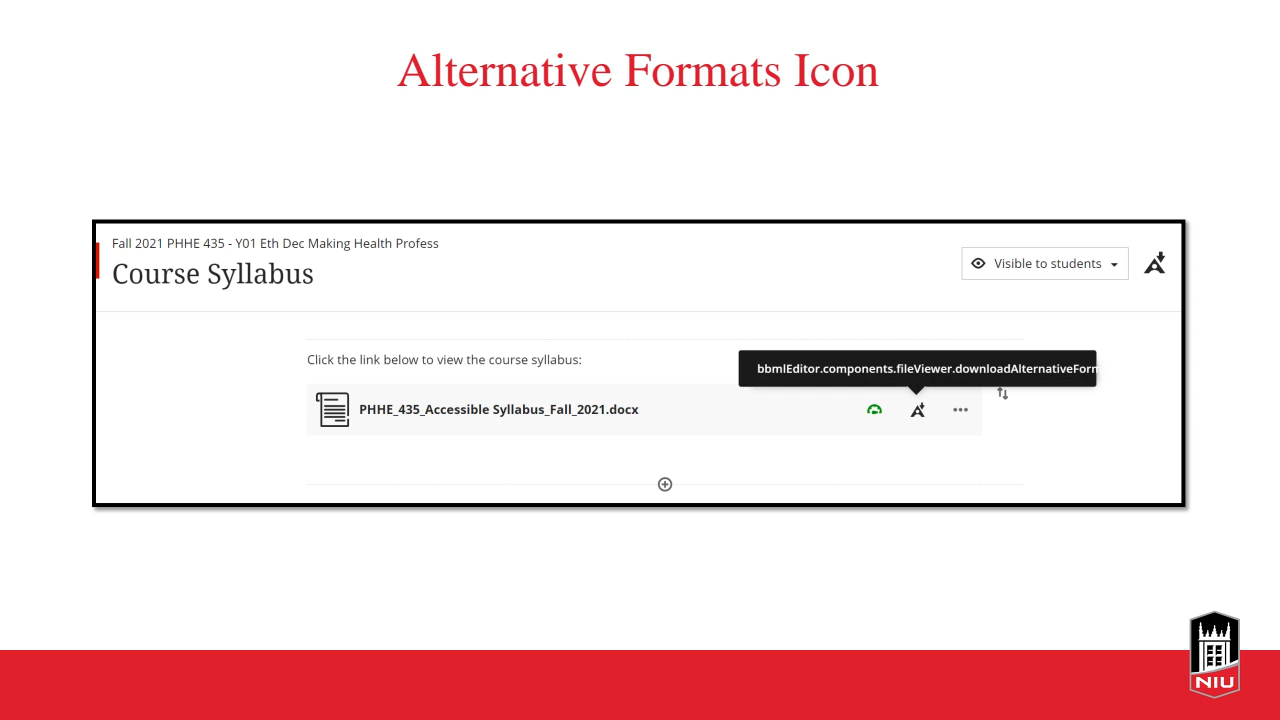 Alternative Formats Icon
Fall 2021 PHHE 435 - Y01 Eth Dec Making Health Profess
Course Syllabus
Visible to students
Click the link below to view the course syllabus:
bbmlEditor.components.fileViewer.downloadAlternativeForm
PHHE_435_Accessible Syllabus_Fall_2021.docx
NIU